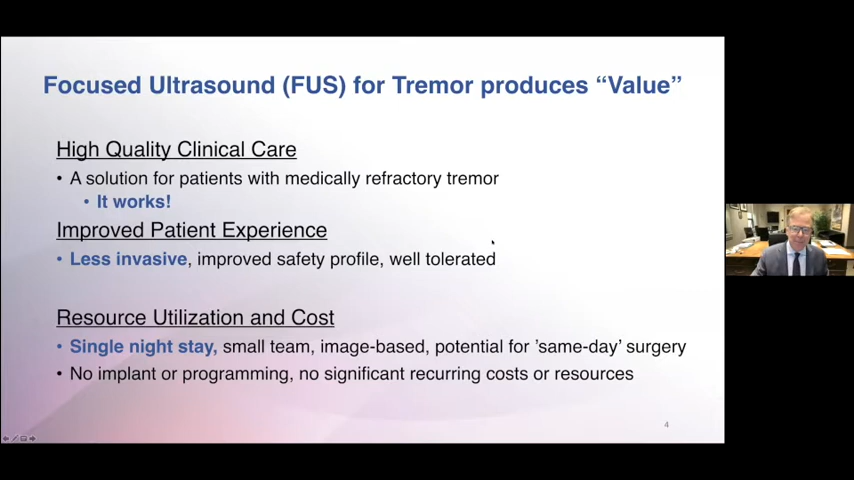 Focused Ultrasound (FUS) for Tremor produces “Value”
High Quality Clinical Care
• A solution for patients with medically refractory tremor
• It works!
Improved Patient Experience
• Less invasive, improved safety profile, well tolerated
Resource Utilization and Cost
• Single night stay, small team, image-based, potential for ’same-day’ surgery
• No implant or programming, no significant recurring costs or resources
4